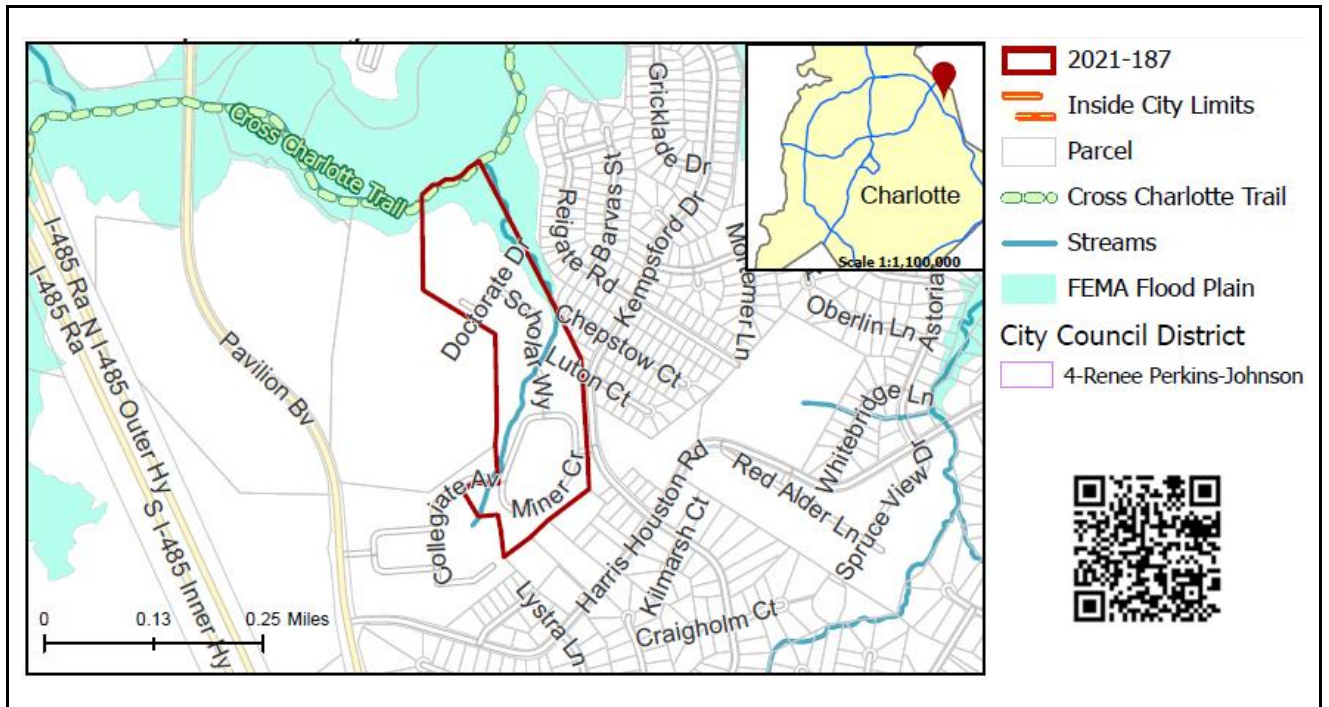 Gricklade Dr
Cross Charlotte Trail
Barvas St
Reigate Rd
Kempsford Dr
Mortemer Ln
Charlotte
Scale 1:1,100,000
Oberlin Ln
Astoria
Dr
I-485 Ra N I-485 Outer Hy
I-485 Ra
S I-485 Inner Hy
Pavilion Bv
Doctorate Dr
Scholar Wy
Chepstow Ct
Luton Ct
Whitebridge Ln
Collegiate Av
Miner Cr
Harris Houston Rd
Red Alder Ln
Spruce View
Kilmarsh Ct
Lystra Ln
Craigholm Ct
0 0.13 0.25 Miles
2021-187
Inside City Limits
Parcel
Cross Charlotte Trail
Streams
FEMA Flood Plain
City Council District
4-Renee Perkins-Johnson